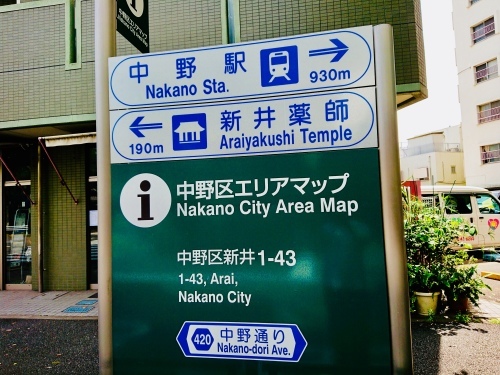 中野駅
Nakano Sta.
930m
190m
新井薬師
Araiyakushi Temple
i
中野区エリアマップ
Nakano City Area Map
中野区新井1-43
1-43, Arai,
Nakano City
420
中野通り
Nakano-dori Ave.